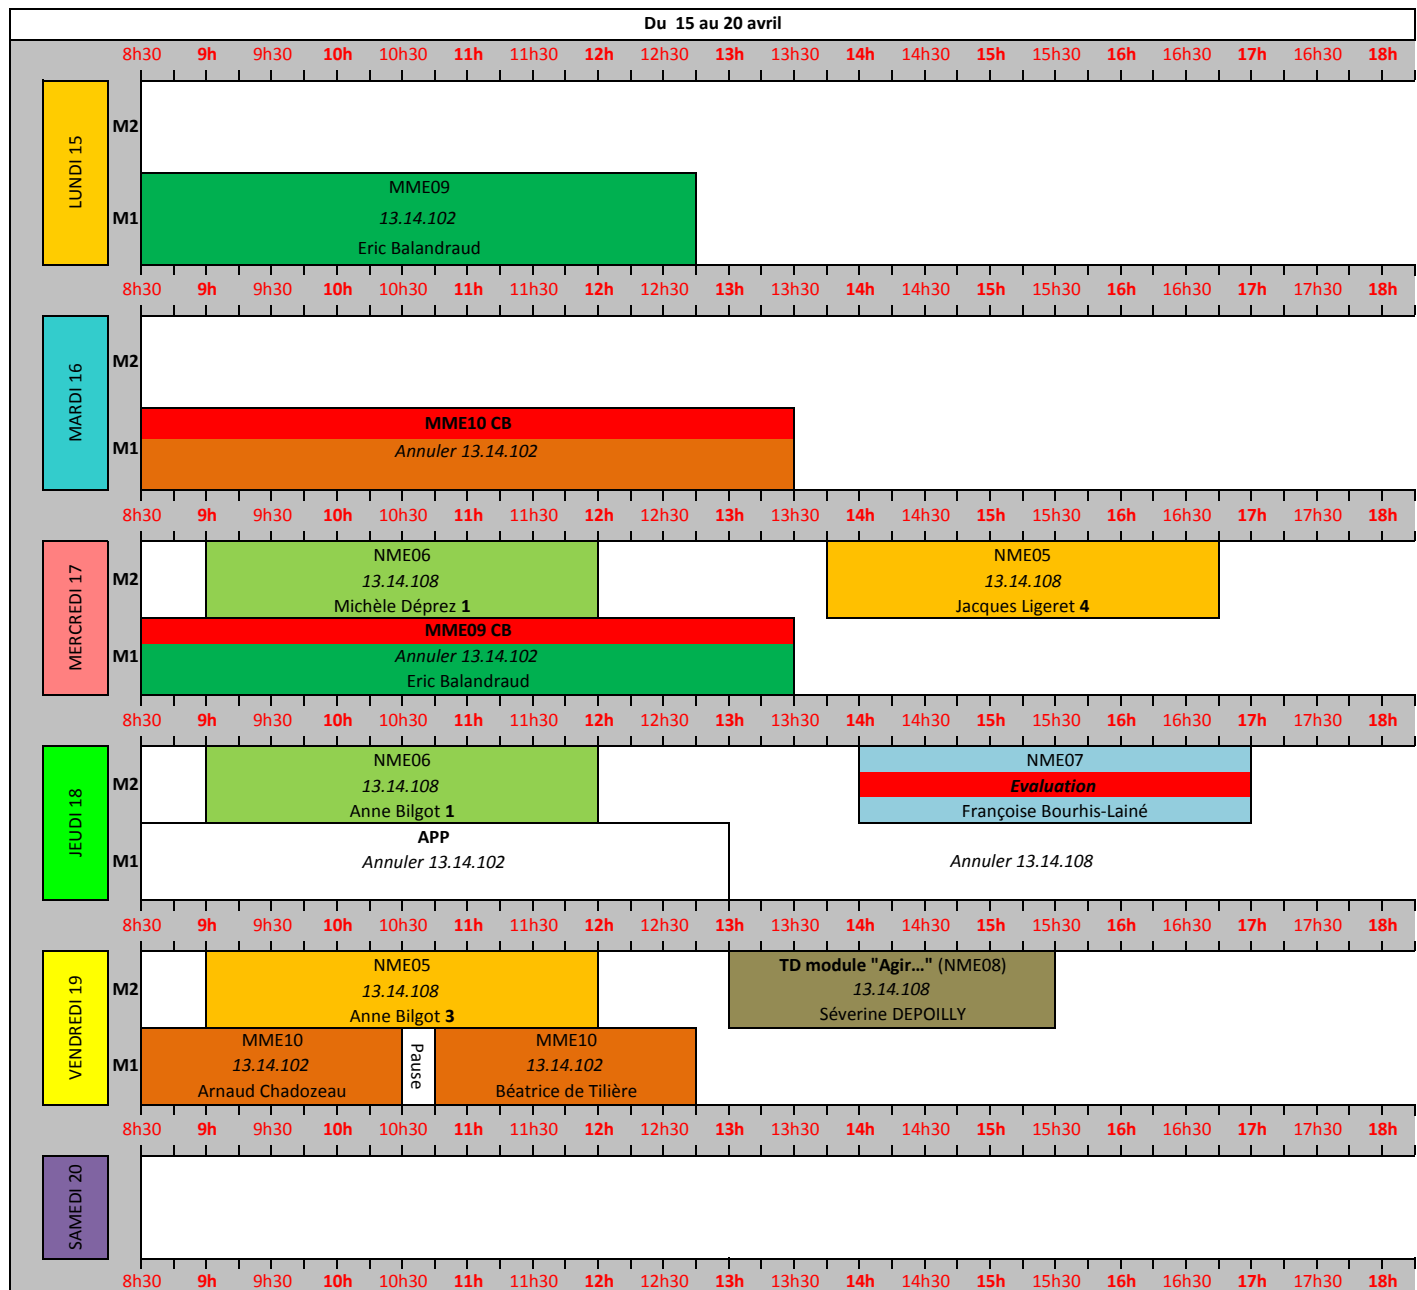 Du 15 au 20 avril
8h30 9h 9h30 10h 10h30 11h 11h30 12h 12h30 13h 13h30 14h 14h30 15h 15h30 16h 16h30 17h 17h30 18h
LUNDI 15
M2
M1
MME09
13.14.102
Eric Balandraud
8h30 9h 9h30 10h 10h30 11h 11h30 12h 12h30 13h 13h30 14h 14h30 15h 15h30 16h 16h30 17h 17h30 18h
MARDI 16
M2
M1
MME10 CB
Annuler 13.14.102
8h30 9h 9h30 10h 10h30 11h 11h30 12h 12h30 13h 13h30 14h 14h30 15h 15h30 16h 16h30 17h 17h30 18h
MERCREDI 17
M2
NME06
13.14.108
Michèle Déprez 1
NME05
13.14.108
Jacques Ligeret 4
M1
MME09 CB
Annuler 13.14.102
Eric Balandraud
8h30 9h 9h30 10h 10h30 11h 11h30 12h 12h30 13h 13h30 14h 14h30 15h 15h30 16h 16h30 17h 17h30 18h
JEUDI 18
M2
NME06
13.14.108
Anne Bilgot 1
NME07
Evaluation
Françoise Bourhis-Lainé
M1
APP
Annuler 13.14.102
Annuler 13.14.108
8h30 9h 9h30 10h 10h30 11h 11h30 12h 12h30 13h 13h30 14h 14h30 15h 15h30 16h 16h30 17h 17h30 18h
VENDREDI 19
M2
NME05
13.14.108
Anne Bilgot 3
TD module "Agir…" (NME08)
13.14.108
Séverine DEPOILLY
M1
MME10
13.14.102
Arnaud Chadozeau
Pause
MME10
13.14.102
Béatrice de Tilière
8h30 9h 9h30 10h 10h30 11h 11h30 12h 12h30 13h 13h30 14h 14h30 15h 15h30 16h 16h30 17h 17h30 18h
SAMEDI 20
8h30 9h 9h30 10h 10h30 11h 11h30 12h 12h30 13h 13h30 14h 14h30 15h 15h30 16h 16h30 17h 17h30 18h